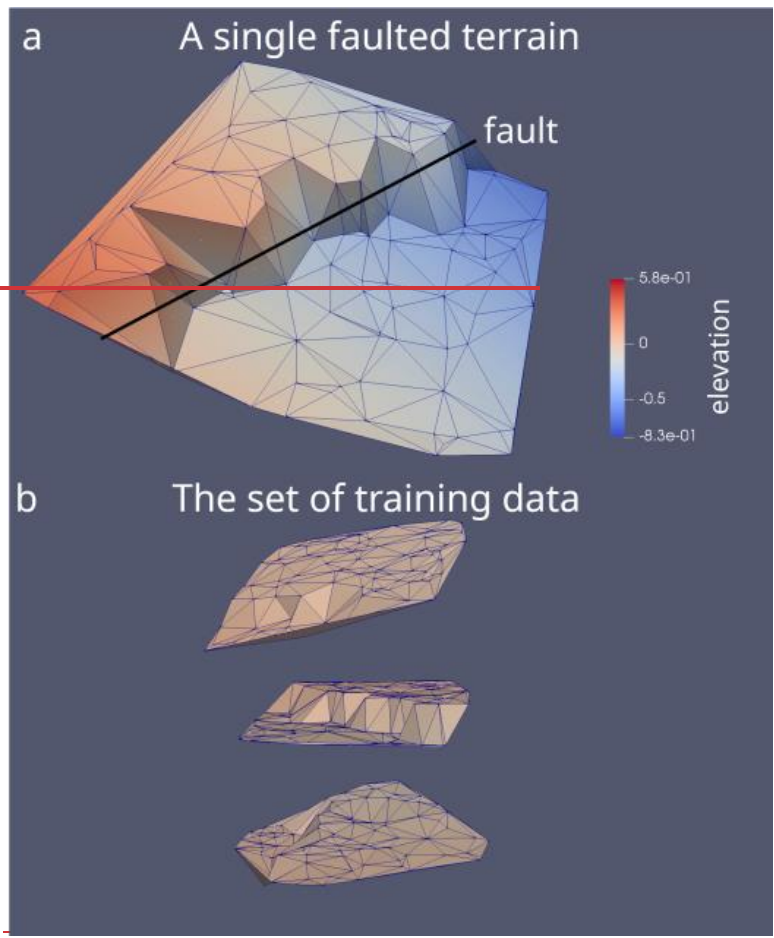 a
A single faulted terrain
fault
5.8e-01
0
-0.5
-8.3e-01
elevation
b
The set of training data